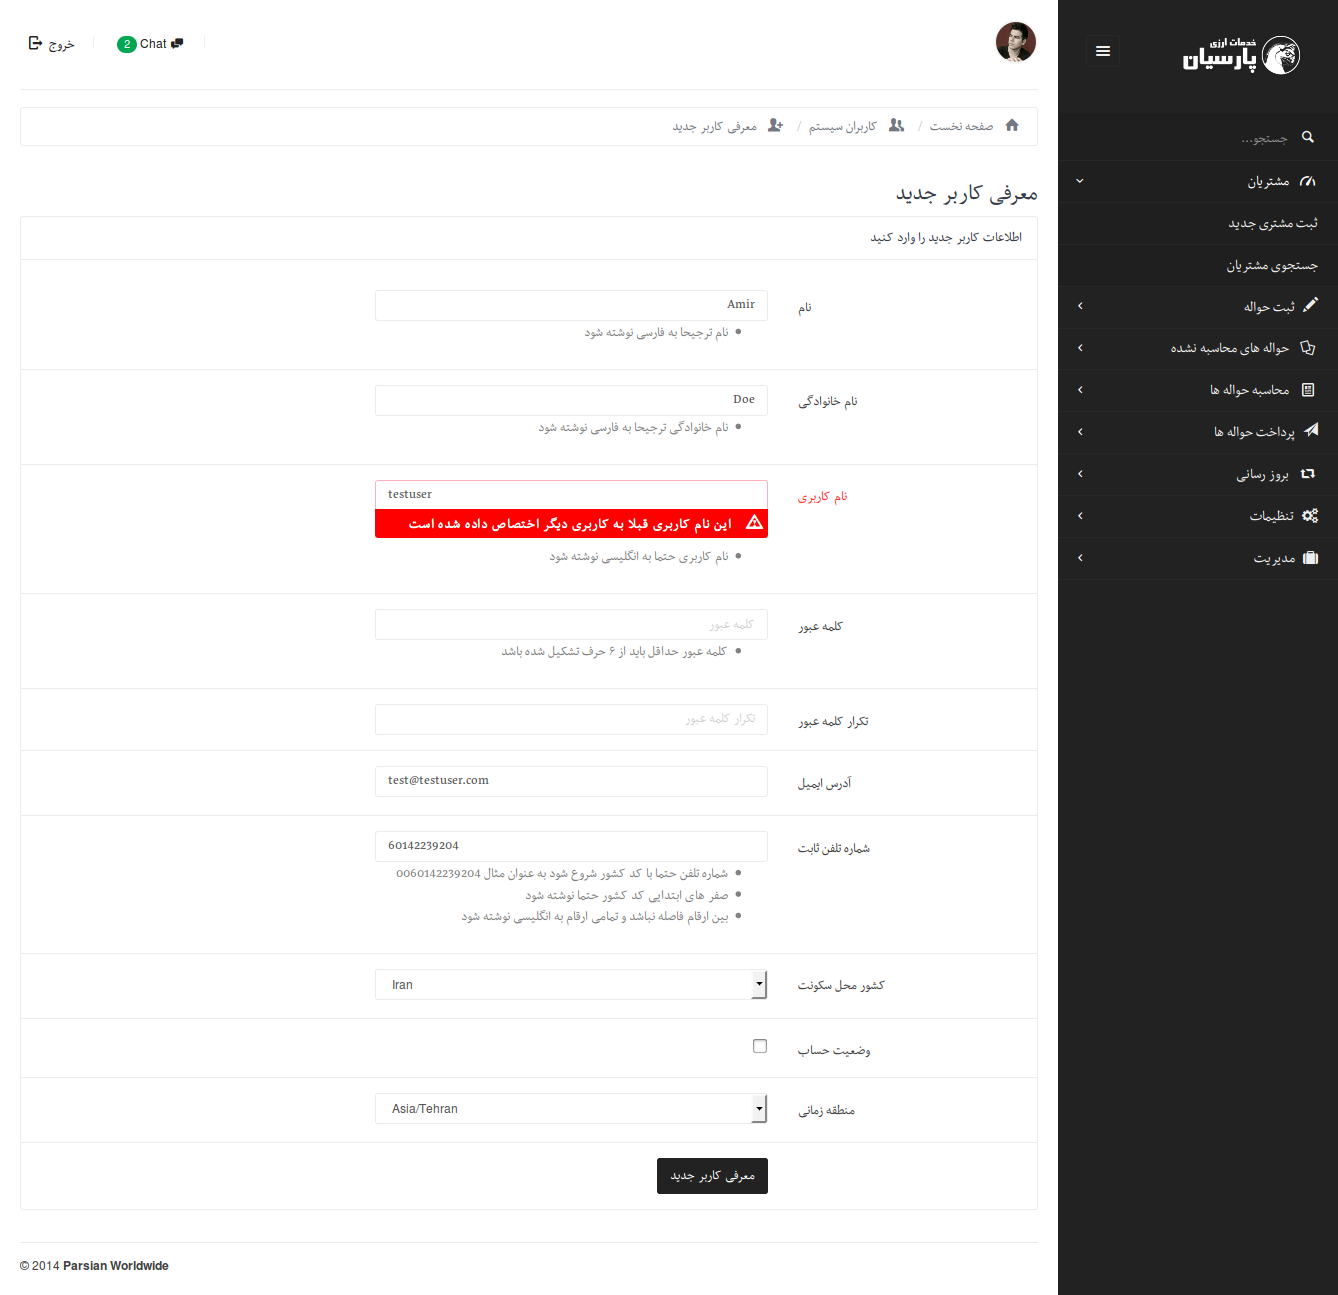 خدمات ارزی
پارسیان
Chat 2
خروج
جستجو...
مشتریان
ثبت مشتری جدید
جستجوی مشتریان
ثبت حواله
حواله های محاسبه نشده
محاسبه حواله ها
پرداخت حواله ها
بروز رسانی
تنظیمات
مدیریت
صفحه نخست / کاربران سیستم / معرفی کاربر جدید
معرفی کاربر جدید
اطلاعات کاربر جدید را وارد کنید
نام
Amir
• نام ترجیحا به فارسی نوشته شود
نام خانوادگی
Doe
• نام خانوادگی ترجیحا به فارسی نوشته شود
نام کاربری
testuser
این نام کاربری قبلا به کاربری دیگر اختصاص داده شده است
• نام کاربری حتما به انگلیسی نوشته شود
کلمه عبور
کلمه عبور
• کلمه عبور حداقل باید از ۶ حرف تشکیل شده باشد
تکرار کلمه عبور
تکرار کلمه عبور
آدرس ایمیل
test@testuser.com
شماره تلفن ثابت
60142239204
• شماره تلفن حتما با کد کشور شروع شود به عنوان مثال 0060142239204
• صفر های ابتدایی کد کشور حتما نوشته شود
• بین ارقام فاصله نباشد و تمامی ارقام به انگلیسی نوشته شود
کشور محل سکونت
Iran
وضعیت حساب
منطقه زمانی
Asia/Tehran
معرفی کاربر جدید
© 2014 Parsian Worldwide